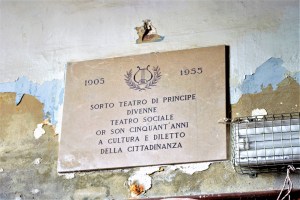 1905 1955
SORTO TEATRO DI PRINCIPE
DIVENNE
TEATRO SOCIALE
OR SON CINQUANT'ANNI
A CULTURA E DILETTO
DELLA CITTADINANZA